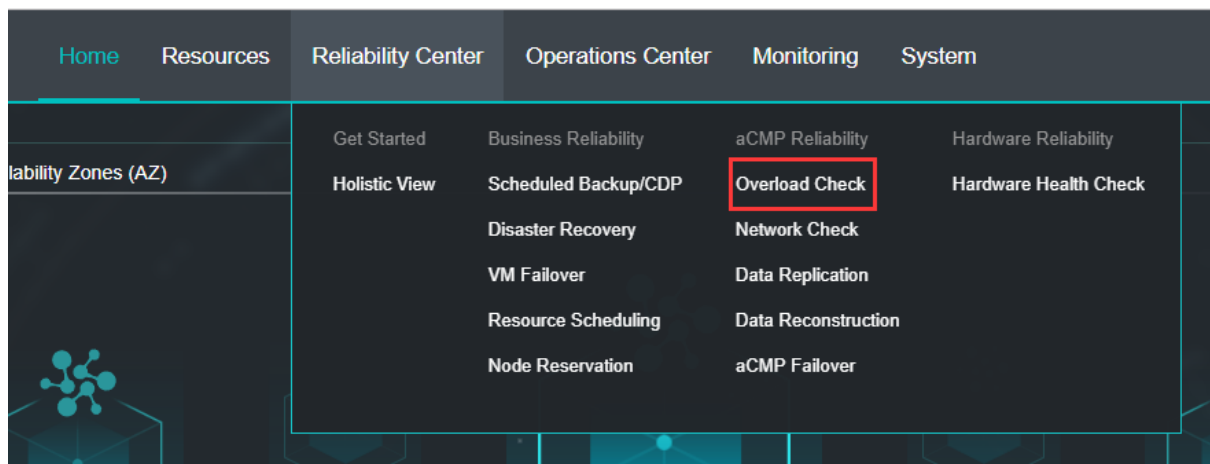 Home Resources Reliability Center Operations Center Monitoring System
Get Started Business Reliability aCMP Reliability Hardware Reliability
lability Zones (AZ)
Holistic View Scheduled Backup/CDP Overload Check Hardware Health Check
Disaster Recovery Network Check
VM Failover Data Replication
Resource Scheduling Data Reconstruction
Node Reservation aCMP Failover